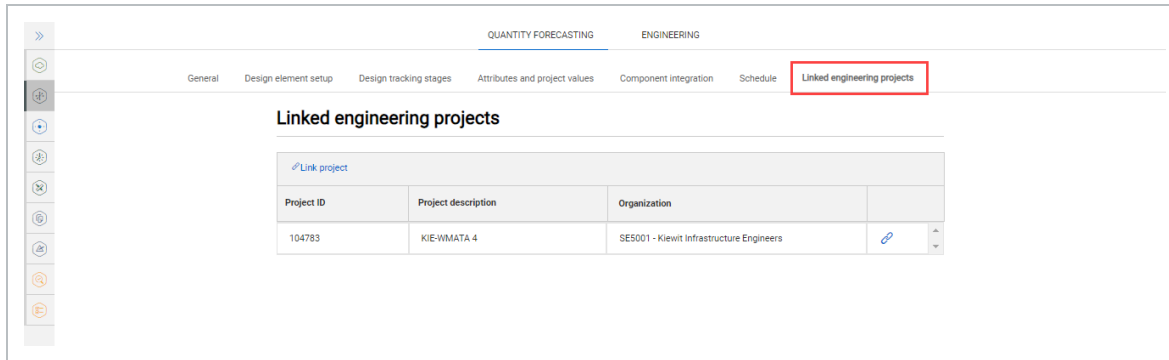 QUANTITY FORECASTING ENGINEERING
General Design element setup Design tracking stages Attributes and project values Component integration Schedule Linked engineering projects
Linked engineering projects
Link project
Project ID Project description Organization
104783 KIE-WMATA 4 SE5001 - Kiewit Infrastructure Engineers